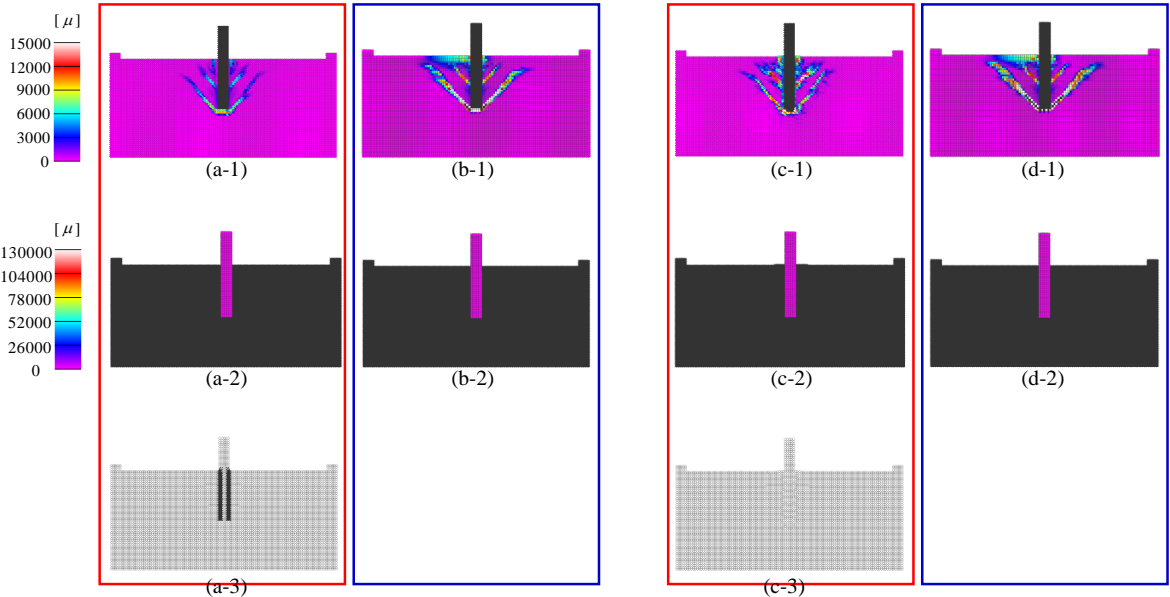 [ μ ]
15000
12000
9000
6000
3000
0
(a-1) (b-1) (c-1) (d-1)
[ μ ]
130000
104000
78000
52000
26000
0
(a-2) (b-2) (c-2) (d-2)
(a-3) (c-3)